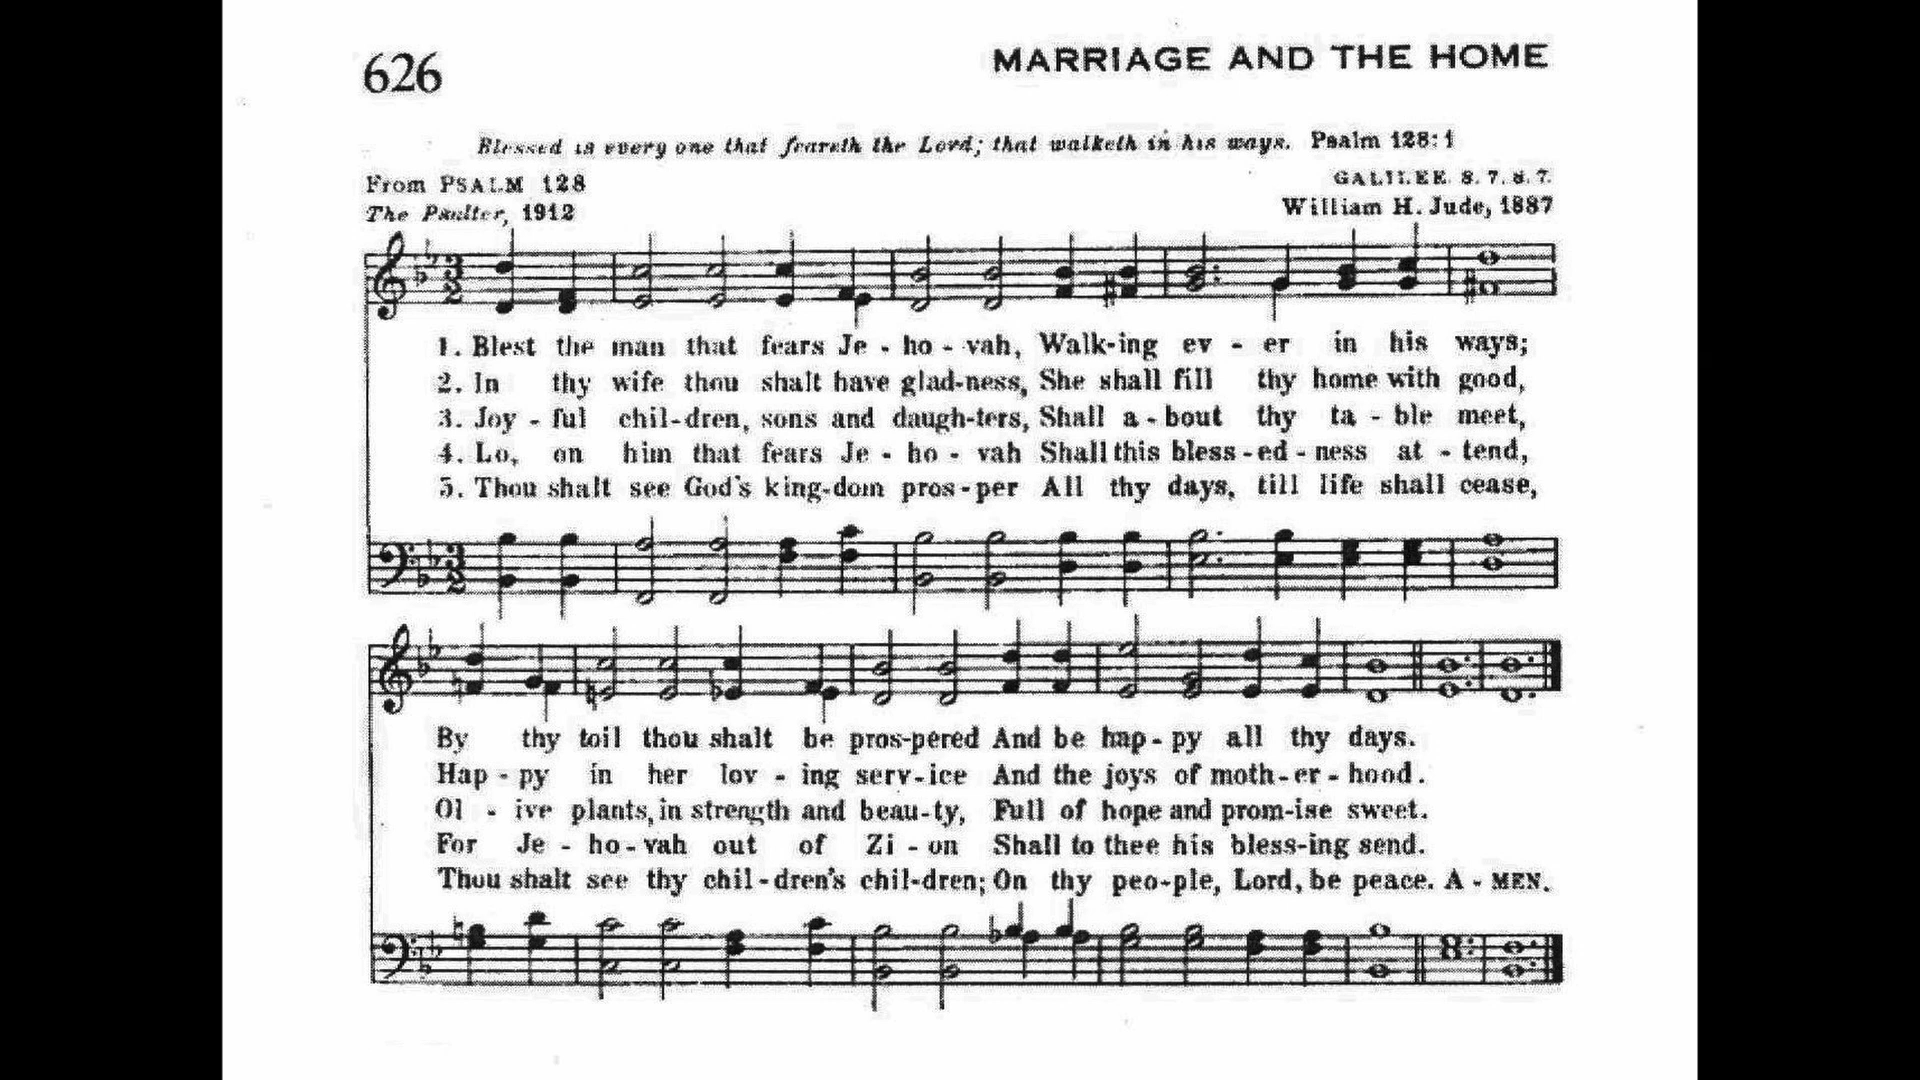 626
MARRIAGE AND THE HOME
Blessed is every one that feareth the Lord; that walketh in his ways. Psalm 128:1
From PSALM 128
The Psalter, 1912
GALILEE 8. 7. 8. 7.
William H. Jude, 1887
1. Blest the man that fears Je - ho - vah, Walk-ing ev - er in his ways;
2. In thy wife thou shalt have glad-ness, She shall fill thy home with good,
3. Joy - ful chil-dren, sons and daugh-ters, Shall a - bout thy ta - ble meet,
4. Lo, on him that fears Je - ho - vah Shall this bless-ed - ness at - tend,
5. Thou shalt see God's king-dom pros-per All thy days, till life shall cease,
By thy toil thou shalt be pros-pered And be hap - py all thy days.
Hap - py in her lov - ing serv-ice And the joys of moth-er-hood.
Ol - ive plants, in strength and beau-ty, Full of hope and prom-ise sweet.
For Je - ho-vah out of Zi - on Shall to thee his bless-ing send.
Thou shalt see thy chil-dren's chil-dren; On thy peo-ple, Lord, be peace. A - MEN.